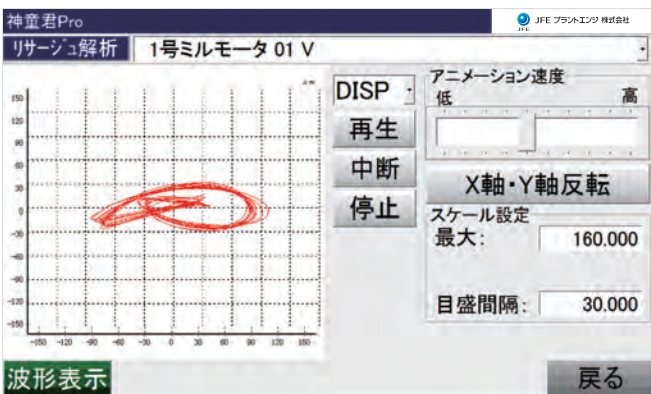 神童君Pro
JFE プラントエンジ 株式会社
JFE
リサージュ解析
1号ミルモータ 01 V
DISP
アニメーション速度
低 高
再生
中断
停止
X軸・Y軸反転
スケール設定
最大: 160.000
目盛間隔: 30.000
150
120
90
60
30
0
-30
-60
-90
-120
-150
-150 -120 -90 -60 -30 0 30 60 90 120 150
波形表示
戻る